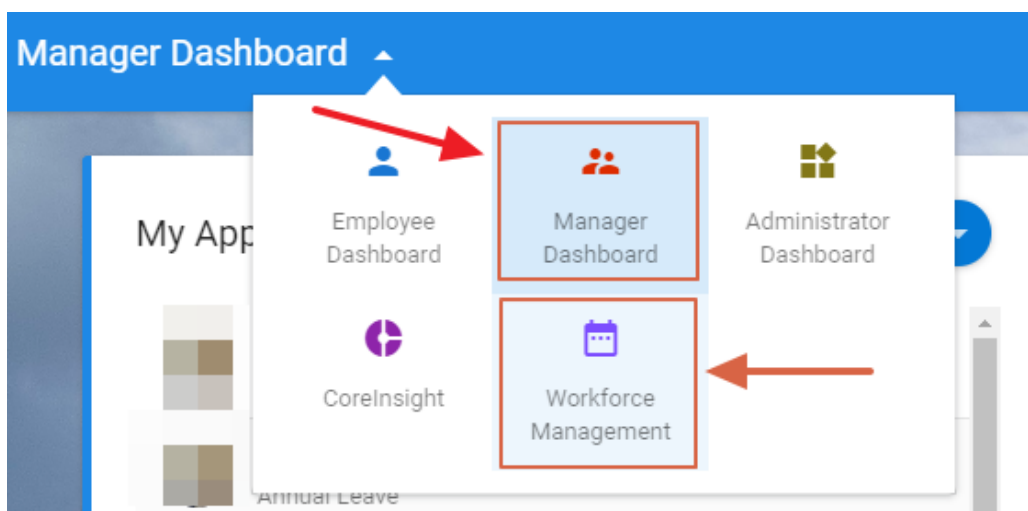 Manager Dashboard
My App
Employee
Dashboard
Manager
Dashboard
Administrator
Dashboard
CoreInsight
Workforce
Management
Annual Leave